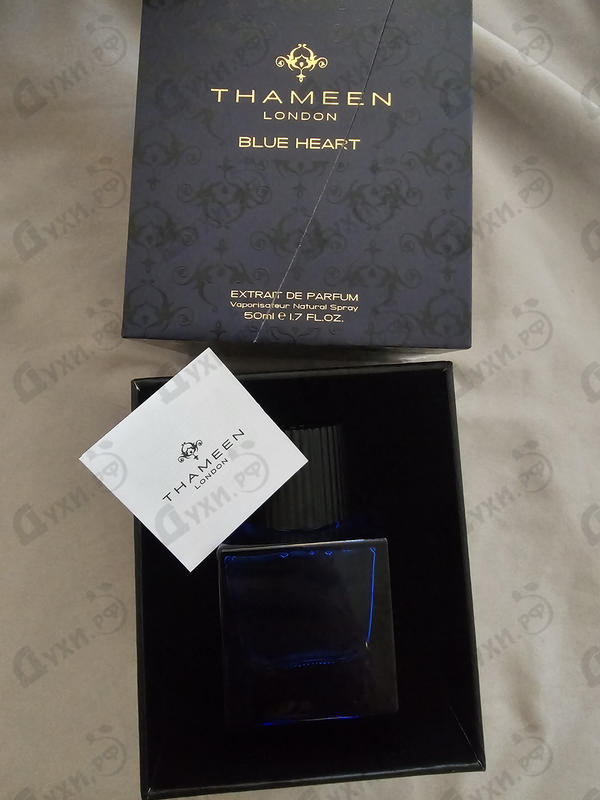 THAMEEN
LONDON
BLUE HEART
EXTRAIT DE PARFUM
Vaporisateur Natural Spray
50ml ℮ 1.7 FL.OZ.
THAMEEN
LONDON
Духи.РФ